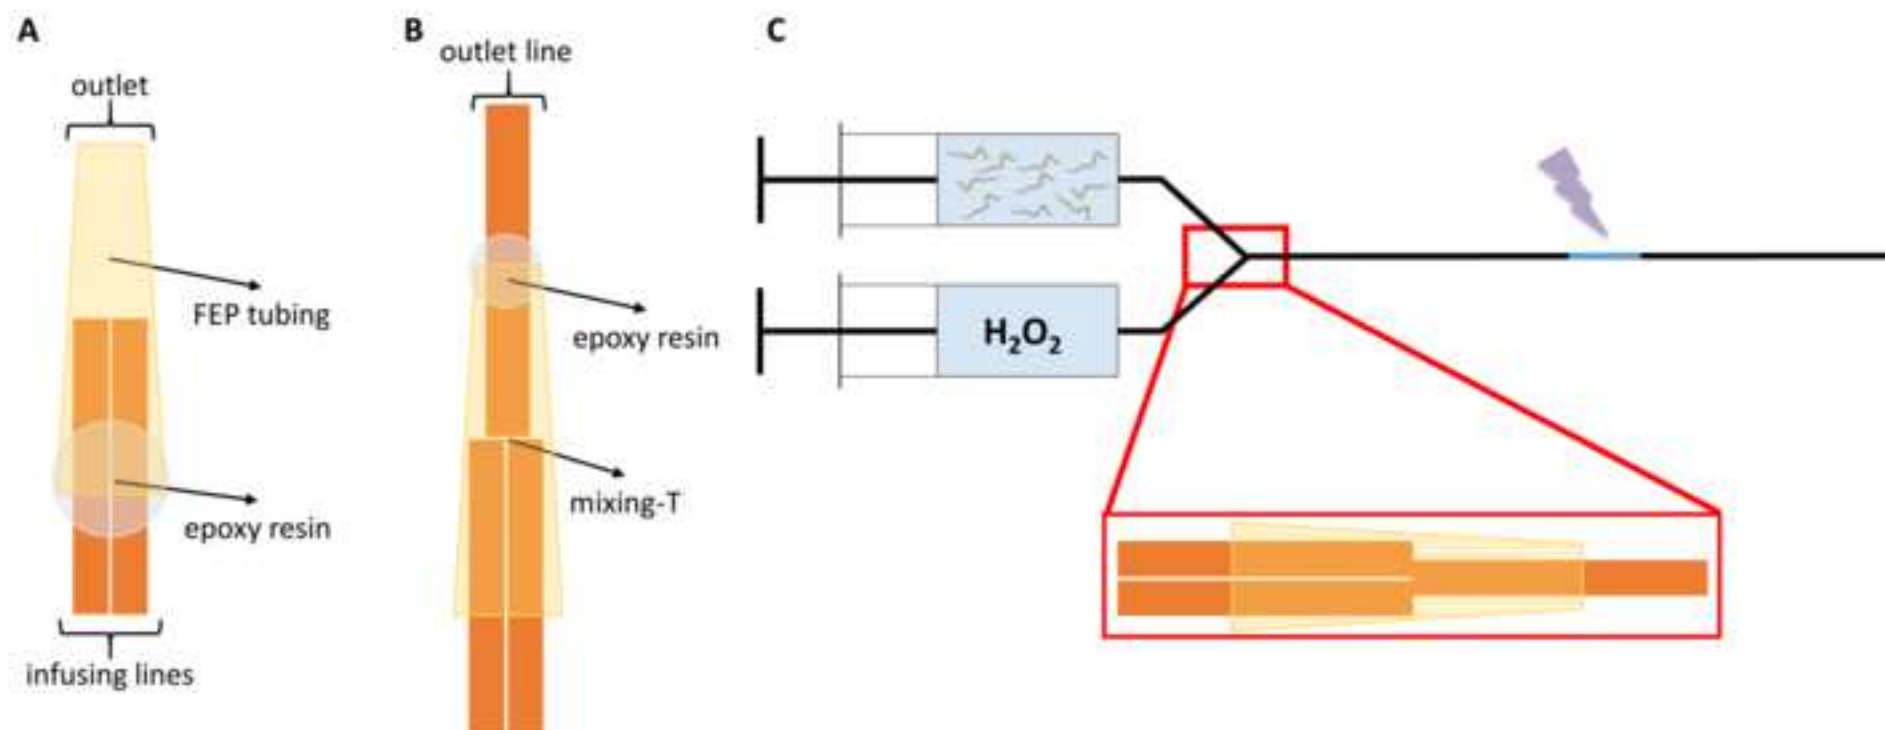 A
outlet
FEP tubing
epoxy resin
infusing lines
B
outlet line
epoxy resin
mixing-T
C
H₂O₂